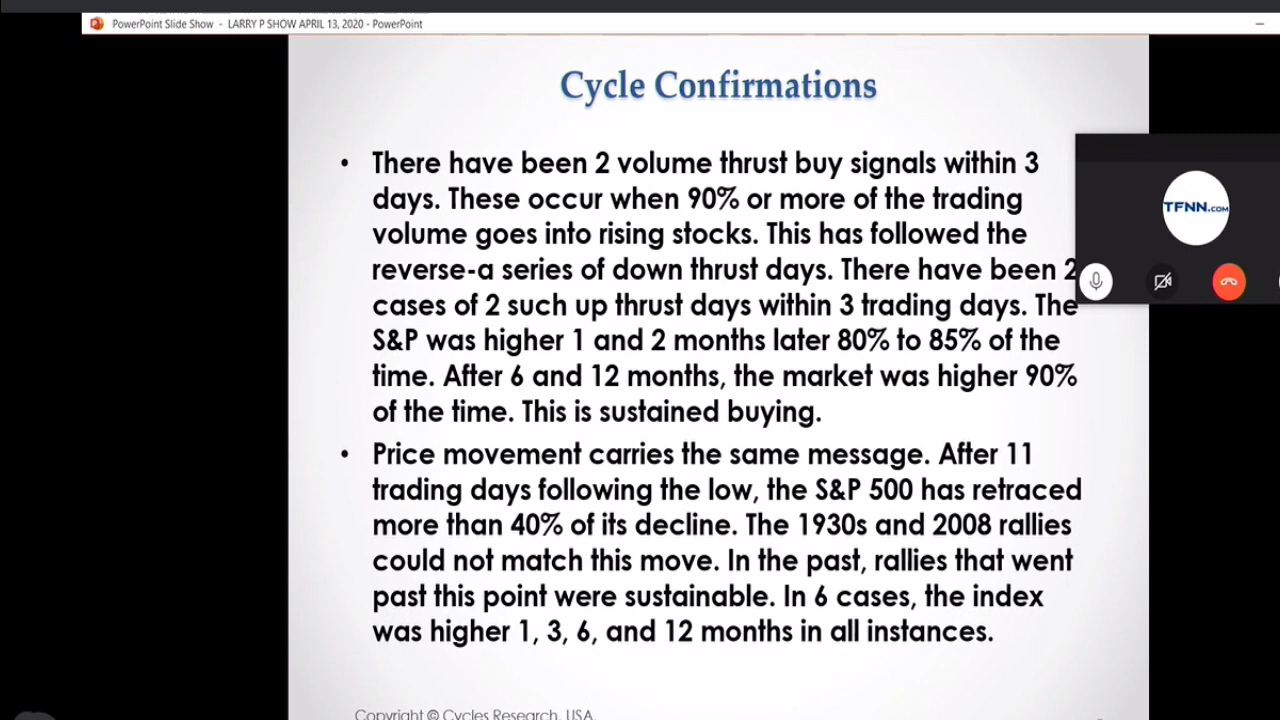 PowerPoint Slide Show - LARRY P SHOW APRIL 13, 2020 - PowerPoint
Cycle Confirmations
• There have been 2 volume thrust buy signals within 3
days. These occur when 90% or more of the trading
volume goes into rising stocks. This has followed the
reverse-a series of down thrust days. There have been 2
cases of 2 such up thrust days within 3 trading days. The
S&P was higher 1 and 2 months later 80% to 85% of the
time. After 6 and 12 months, the market was higher 90%
of the time. This is sustained buying.
• Price movement carries the same message. After 11
trading days following the low, the S&P 500 has retraced
more than 40% of its decline. The 1930s and 2008 rallies
could not match this move. In the past, rallies that went
past this point were sustainable. In 6 cases, the index
was higher 1, 3, 6, and 12 months in all instances.
TFNN.COM
Copyright © Cycles Research, USA.